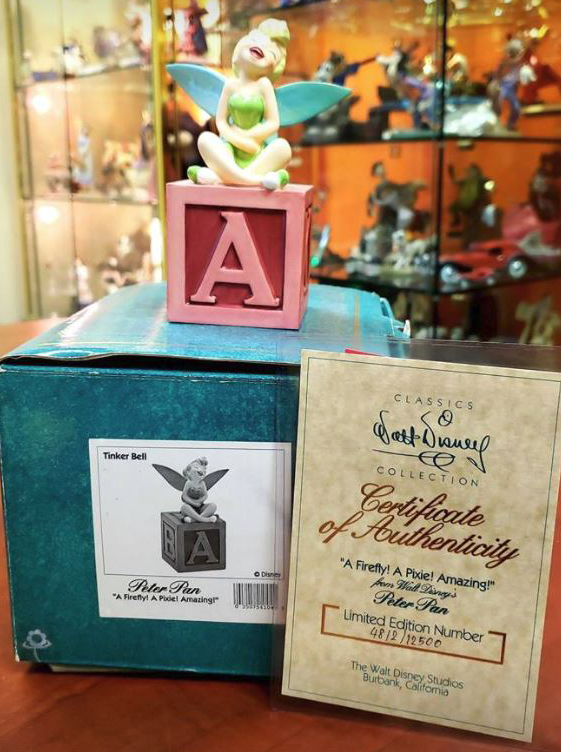 A
Tinker Bell
A
© Disney
Peter Pan
"A Firefly! A Pixie! Amazing!"
CLASSICS
Walt Disney
COLLECTION
Certificate
of Authenticity
"A Firefly! A Pixie! Amazing!"
from Walt Disney's
Peter Pan
Limited Edition Number
4812/12500
The Walt Disney Studios
Burbank, California